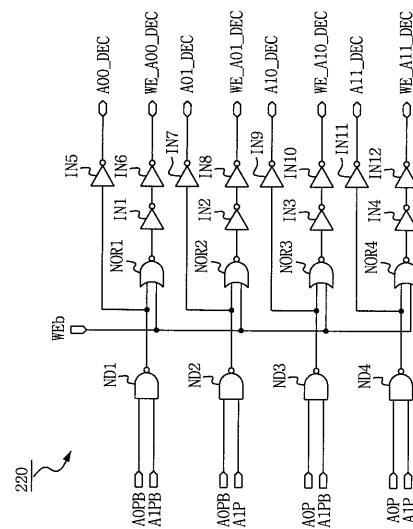 220
WEb
A0PB
A1PB
ND1
NOR1
IN1
IN5
IN6
A00_DEC
WE_A00_DEC
A0PB
A1P
ND2
NOR2
IN2
IN7
IN8
A01_DEC
WE_A01_DEC
A0P
A1PB
ND3
NOR3
IN3
IN9
IN10
A10_DEC
WE_A10_DEC
A0P
A1P
ND4
NOR4
IN4
IN11
IN12
A11_DEC
WE_A11_DEC